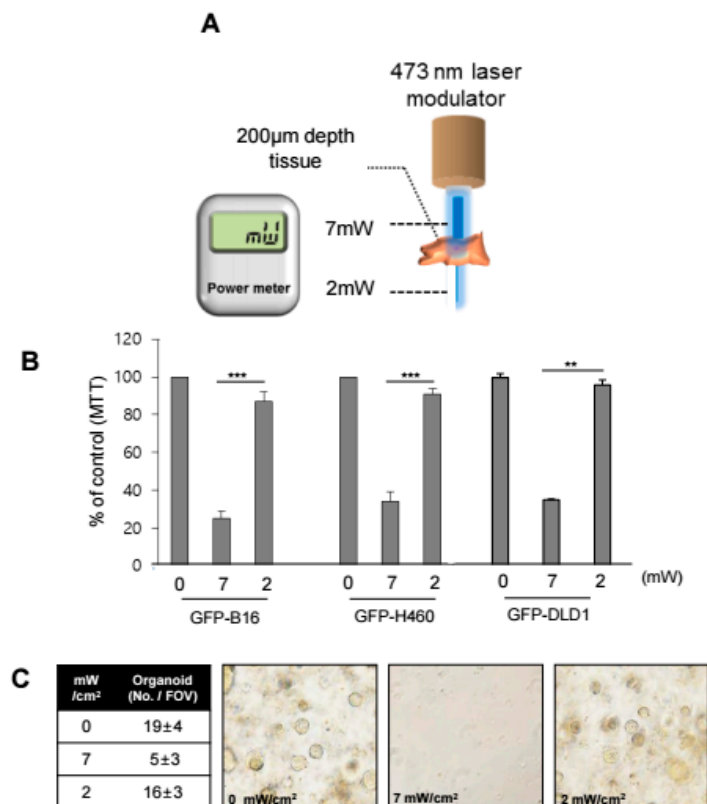 A
473 nm laser
modulator
200µm depth
tissue
7mW
mW
Power meter
2mW
B
% of control (MTT)
120
100
80
60
40
20
0
*** *** **
0 7 2 0 7 2 0 7 2 (mW)
GFP-B16 GFP-H460 GFP-DLD1
C
mW
/cm² Organoid
(No. / FOV)
0 19±4
7 5±3
2 16±3
0 mW/cm² 7 mW/cm² 2 mW/cm²